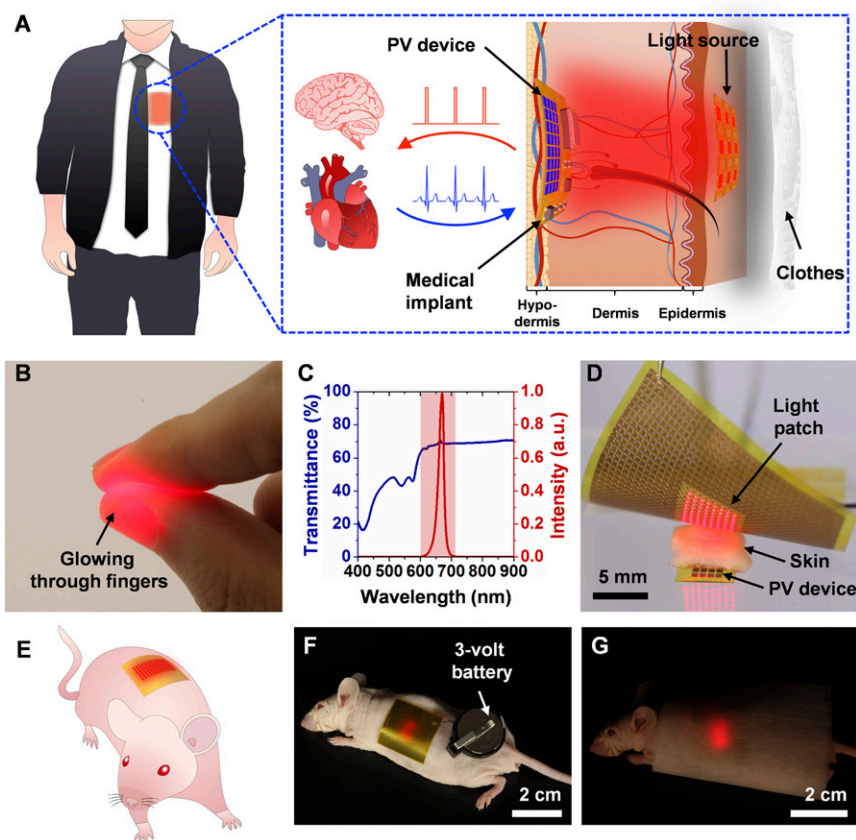 A
PV device
Light source
Medical
implant
Clothes
Hypo-
dermis
Dermis
Epidermis
B
Glowing
through fingers
C
Transmittance (%)
100
80
60
40
20
0
400 500 600 700 800 900
Wavelength (nm)
1.0
0.8
0.6
0.4
0.2
0.0
Intensity (a.u.)
D
Light
patch
Skin
PV device
5 mm
E
F
3-volt
battery
2 cm
G
2 cm